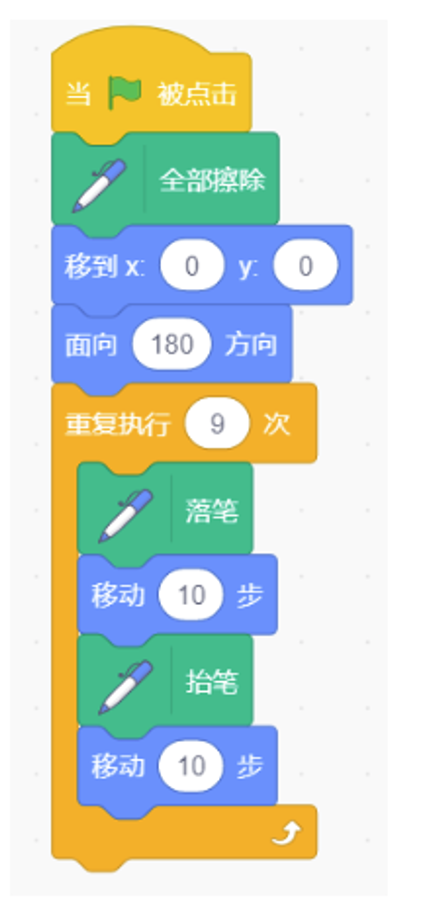 当 被点击
全部擦除
移到 x: 0 y: 0
面向 180 方向
重复执行 9 次
落笔
移动 10 步
抬笔
移动 10 步